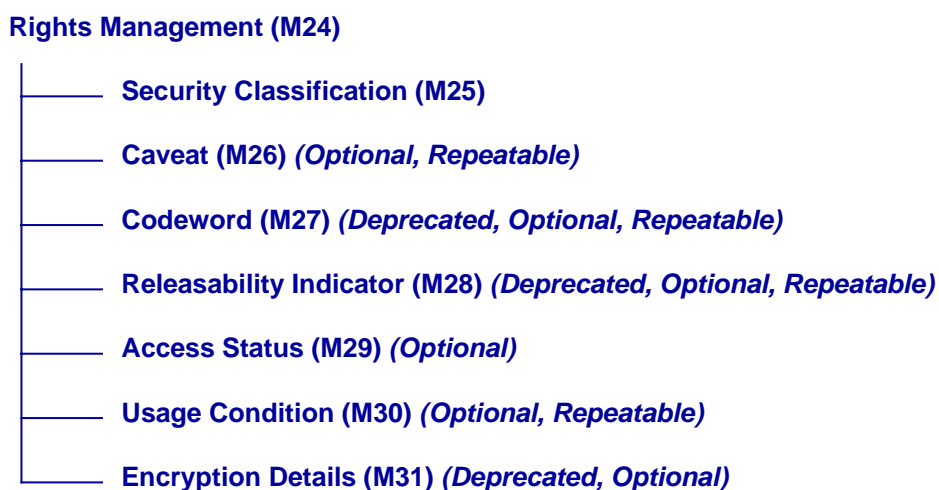 Rights Management (M24)
Security Classification (M25)
Caveat (M26) (Optional, Repeatable)
Codeword (M27) (Deprecated, Optional, Repeatable)
Releasability Indicator (M28) (Deprecated, Optional, Repeatable)
Access Status (M29) (Optional)
Usage Condition (M30) (Optional, Repeatable)
Encryption Details (M31) (Deprecated, Optional)